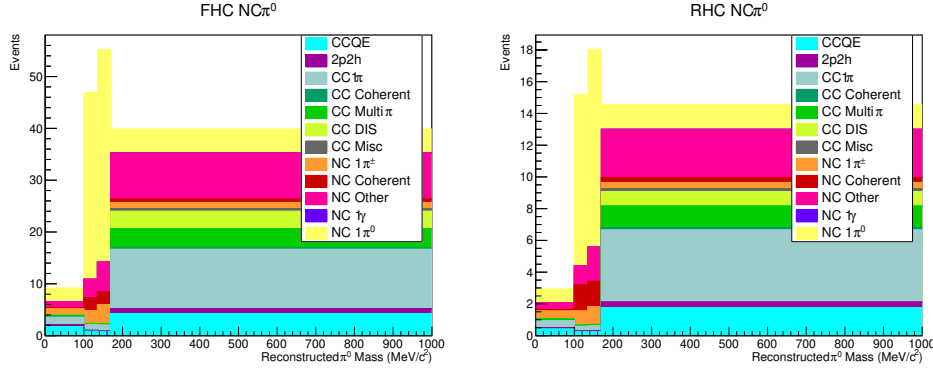 FHC NCπ⁰
Events
50
40
30
20
10
0
0 100 200 300 400 500 600 700 800 900 1000
Reconstructed π⁰ Mass (MeV/c²)
CCQE
2p2h
CC1π
CC Coherent
CC Multi π
CC DIS
CC Misc
NC 1π±
NC Coherent
NC Other
NC 1γ
NC 1π⁰
RHC NCπ⁰
Events
18
16
14
12
10
8
6
4
2
0
0 100 200 300 400 500 600 700 800 900 1000
Reconstructed π⁰ Mass (MeV/c²)
CCQE
2p2h
CC1π
CC Coherent
CC Multi π
CC DIS
CC Misc
NC 1π±
NC Coherent
NC Other
NC 1γ
NC 1π⁰